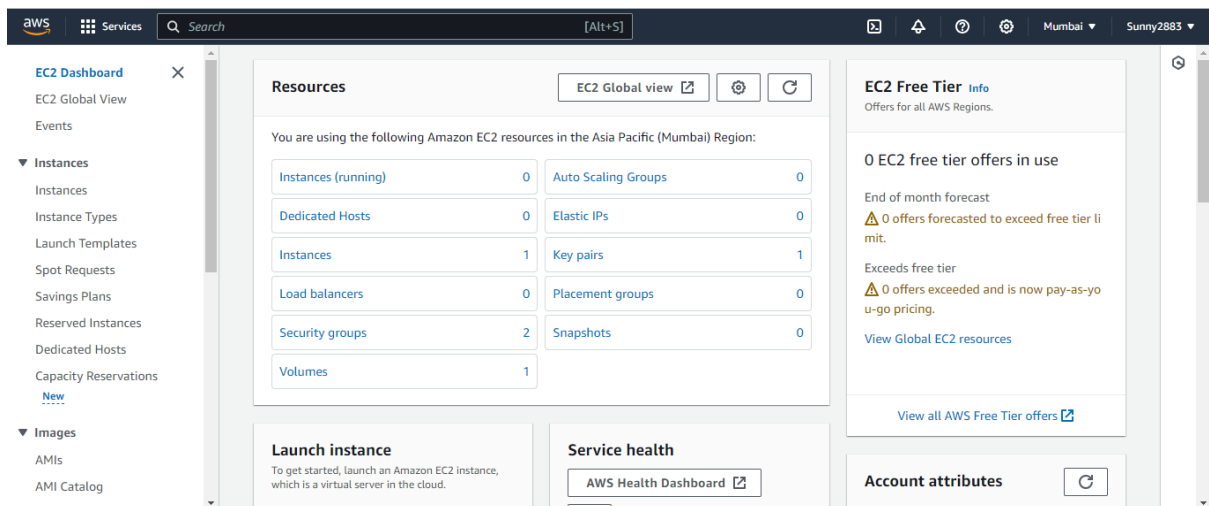 aws
Services
Search
[Alt+S]
Mumbai ▼
Sunny2883 ▼
EC2 Dashboard
EC2 Global View
Events
▼ Instances
Instances
Instance Types
Launch Templates
Spot Requests
Savings Plans
Reserved Instances
Dedicated Hosts
Capacity Reservations
New
▼ Images
AMIs
AMI Catalog
Resources
EC2 Global view
You are using the following Amazon EC2 resources in the Asia Pacific (Mumbai) Region:
Instances (running) 0
Auto Scaling Groups 0
Dedicated Hosts 0
Elastic IPs 0
Instances 1
Key pairs 1
Load balancers 0
Placement groups 0
Security groups 2
Snapshots 0
Volumes 1
Launch instance
To get started, launch an Amazon EC2 instance,
which is a virtual server in the cloud.
Service health
AWS Health Dashboard
EC2 Free Tier Info
Offers for all AWS Regions.
0 EC2 free tier offers in use
End of month forecast
0 offers forecasted to exceed free tier li
mit.
Exceeds free tier
0 offers exceeded and is now pay-as-yo
u-go pricing.
View Global EC2 resources
View all AWS Free Tier offers
Account attributes